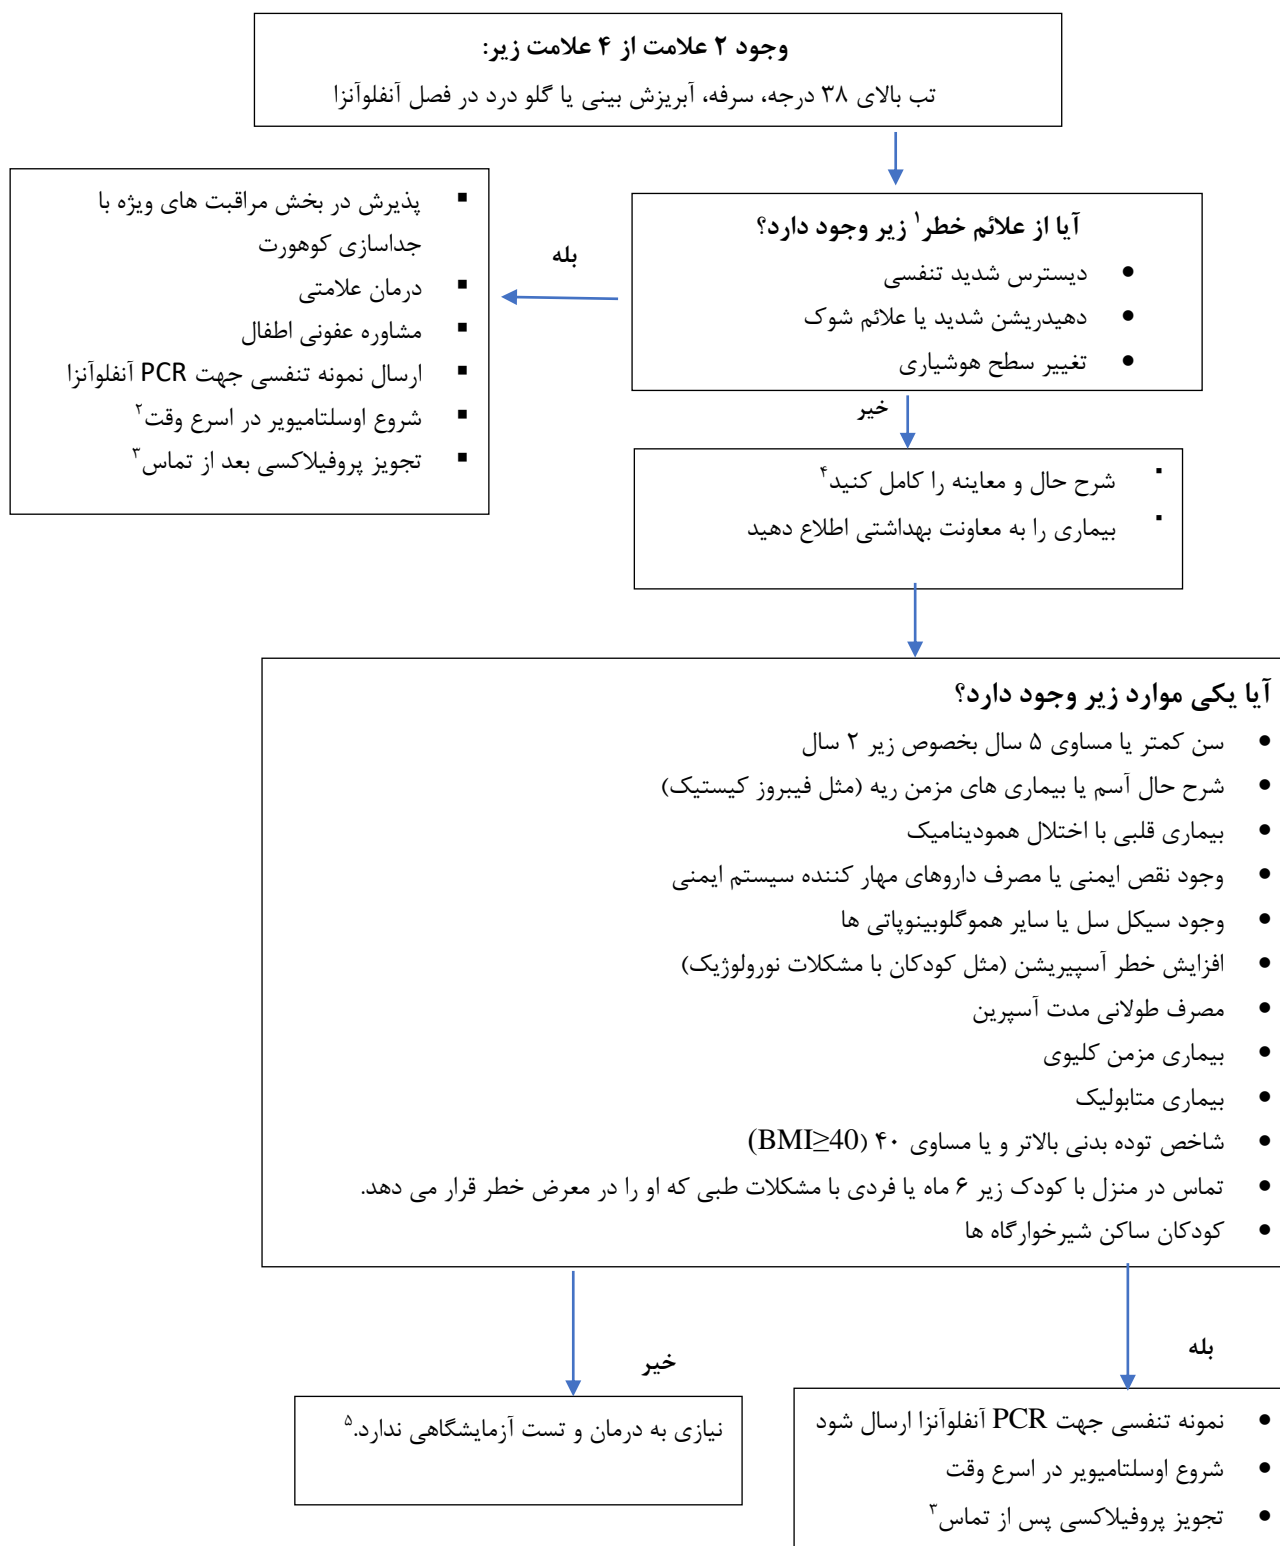 وجود ۲ علامت از ۴ علامت زیر:
تب بالای ۳۸ درجه، سرفه، آبریزش بینی یا گلو درد در فصل آنفلوآنزا
آیا از علائم خطر۱ زیر وجود دارد؟
● دیسترس شدید تنفسی
● دهیدریشن شدید یا علائم شوک
● تغییر سطح هوشیاری
بله
▪ پذیرش در بخش مراقبت های ویژه با
جداسازی کوهورت
▪ درمان علامتی
▪ مشاوره عفونی اطفال
▪ ارسال نمونه تنفسی جهت PCR آنفلوآنزا
▪ شروع اوسلتامیویر در اسرع وقت۲
▪ تجویز پروفیلاکسی بعد از تماس۳
خیر
▪ شرح حال و معاینه را کامل کنید۴
▪ بیماری را به معاونت بهداشتی اطلاع دهید
آیا یکی موارد زیر وجود دارد؟
● سن کمتر یا مساوی ۵ سال بخصوص زیر ۲ سال
● شرح حال آسم یا بیماری های مزمن ریه (مثل فیبروز کیستیک)
● بیماری قلبی با اختلال همودینامیک
● وجود نقص ایمنی یا مصرف داروهای مهار کننده سیستم ایمنی
● وجود سیکل سل یا سایر هموگلوبینوپاتی ها
● افزایش خطر آسپیریشن (مثل کودکان با مشکلات نورولوژیک)
● مصرف طولانی مدت آسپرین
● بیماری مزمن کلیوی
● بیماری متابولیک
● شاخص توده بدنی بالاتر و یا مساوی ۴۰ (BMI≥40)
● تماس در منزل با کودک زیر ۶ ماه یا فردی با مشکلات طبی که او را در معرض خطر قرار می دهد.
● کودکان ساکن شیرخوارگاه ها
بله
● نمونه تنفسی جهت PCR آنفلوآنزا ارسال شود
● شروع اوسلتامیویر در اسرع وقت
● تجویز پروفیلاکسی پس از تماس۳
خیر
نیازی به درمان و تست آزمایشگاهی ندارد.۵